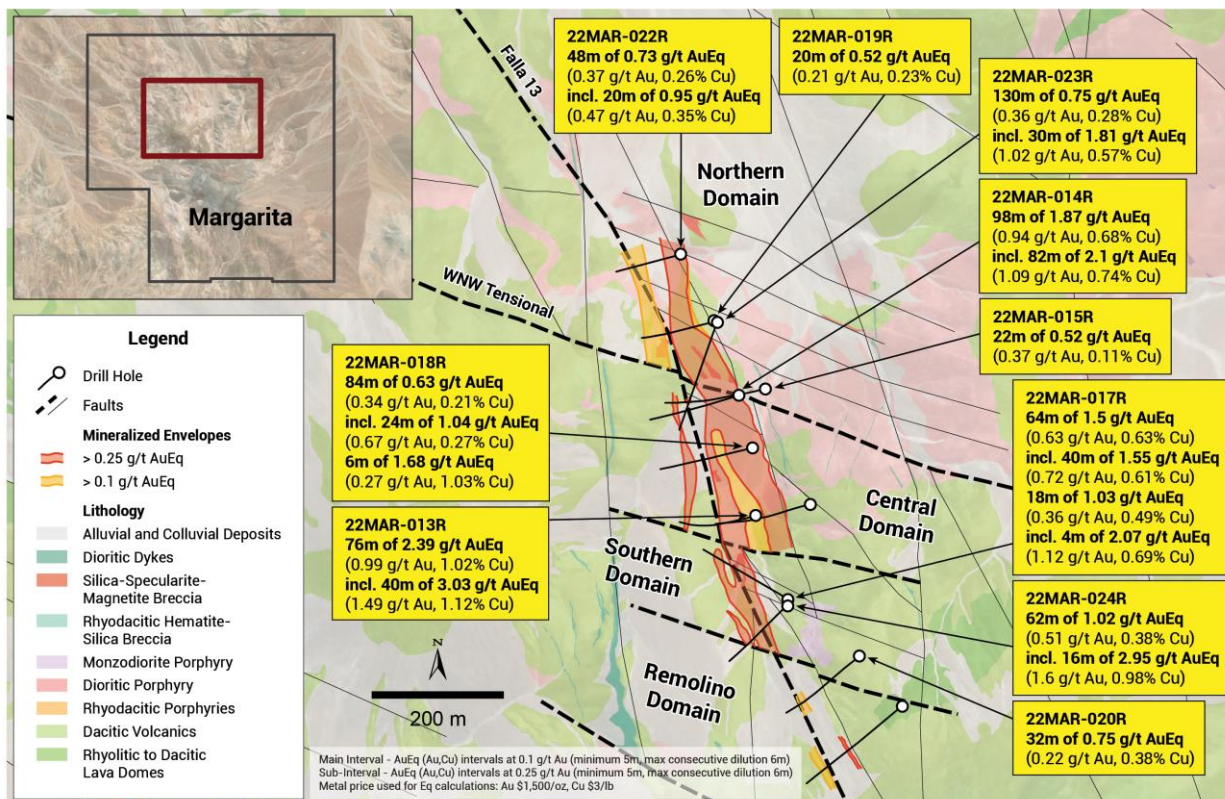 Margarita
Falla 13
WNW Tensional
Northern
Domain
Central
Domain
Southern
Domain
Remolino
Domain
N
200 m
22MAR-022R
48m of 0.73 g/t AuEq
(0.37 g/t Au, 0.26% Cu)
incl. 20m of 0.95 g/t AuEq
(0.47 g/t Au, 0.35% Cu)
22MAR-019R
20m of 0.52 g/t AuEq
(0.21 g/t Au, 0.23% Cu)
22MAR-023R
130m of 0.75 g/t AuEq
(0.36 g/t Au, 0.28% Cu)
incl. 30m of 1.81 g/t AuEq
(1.02 g/t Au, 0.57% Cu)
22MAR-014R
98m of 1.87 g/t AuEq
(0.94 g/t Au, 0.68% Cu)
incl. 82m of 2.1 g/t AuEq
(1.09 g/t Au, 0.74% Cu)
22MAR-015R
22m of 0.52 g/t AuEq
(0.37 g/t Au, 0.11% Cu)
22MAR-018R
84m of 0.63 g/t AuEq
(0.34 g/t Au, 0.21% Cu)
incl. 24m of 1.04 g/t AuEq
(0.67 g/t Au, 0.27% Cu)
6m of 1.68 g/t AuEq
(0.27 g/t Au, 1.03% Cu)
22MAR-013R
76m of 2.39 g/t AuEq
(0.99 g/t Au, 1.02% Cu)
incl. 40m of 3.03 g/t AuEq
(1.49 g/t Au, 1.12% Cu)
22MAR-017R
64m of 1.5 g/t AuEq
(0.63 g/t Au, 0.63% Cu)
incl. 40m of 1.55 g/t AuEq
(0.72 g/t Au, 0.61% Cu)
18m of 1.03 g/t AuEq
(0.36 g/t Au, 0.49% Cu)
incl. 4m of 2.07 g/t AuEq
(1.12 g/t Au, 0.69% Cu)
22MAR-024R
62m of 1.02 g/t AuEq
(0.51 g/t Au, 0.38% Cu)
incl. 16m of 2.95 g/t AuEq
(1.6 g/t Au, 0.98% Cu)
22MAR-020R
32m of 0.75 g/t AuEq
(0.22 g/t Au, 0.38% Cu)
Legend
Drill Hole
Faults
Mineralized Envelopes
> 0.25 g/t AuEq
> 0.1 g/t AuEq
Lithology
Alluvial and Colluvial Deposits
Dioritic Dykes
Silica-Specularite-
Magnetite Breccia
Rhyodacitic Hematite-
Silica Breccia
Monzodiorite Porphyry
Dioritic Porphyry
Rhyodacitic Porphyries
Dacitic Volcanics
Rhyolitic to Dacitic
Lava Domes
Main Interval - AuEq (Au,Cu) intervals at 0.1 g/t Au (minimum 5m, max consecutive dilution 6m)
Sub-Interval - AuEq (Au,Cu) intervals at 0.25 g/t Au (minimum 5m, max consecutive dilution 6m)
Metal price used for Eq calculations: Au $1,500/oz, Cu $3/lb